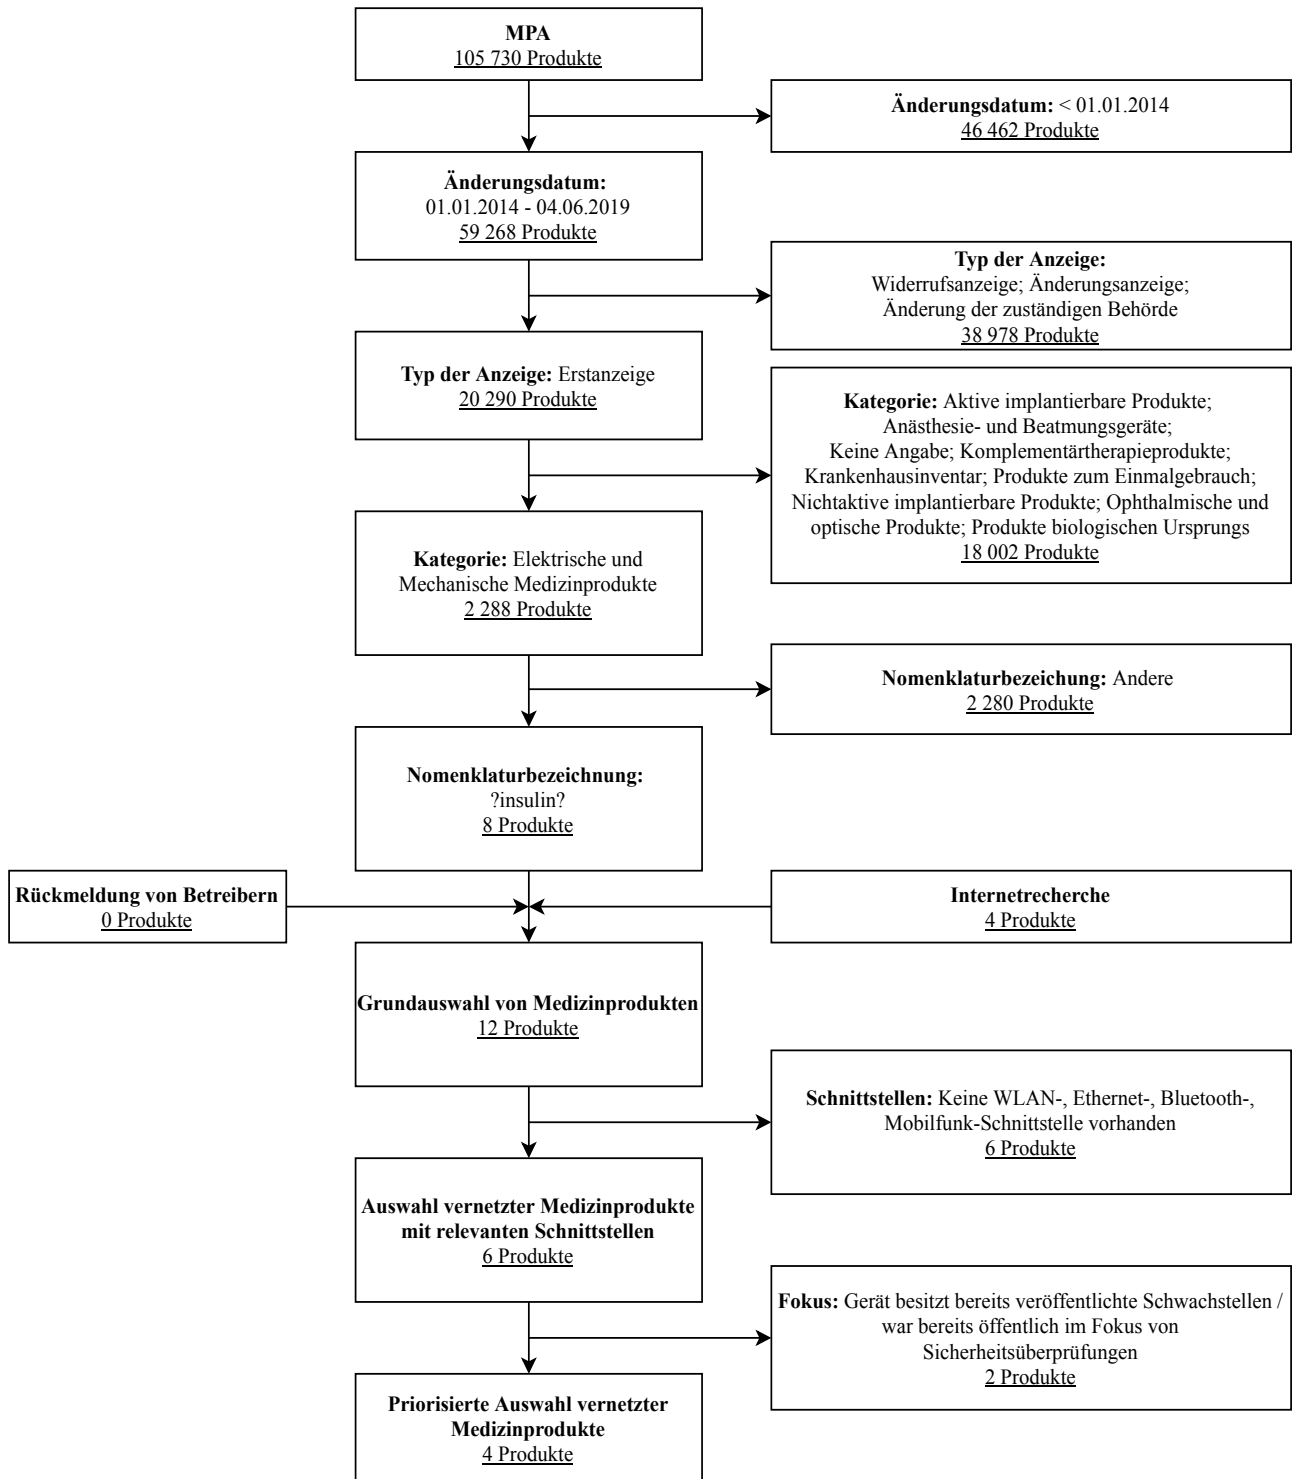 MPA
105 730 Produkte
Änderungsdatum: < 01.01.2014
46 462 Produkte
Änderungsdatum:
01.01.2014 - 04.06.2019
59 268 Produkte
Typ der Anzeige:
Widerrufsanzeige; Änderungsanzeige;
Änderung der zuständigen Behörde
38 978 Produkte
Typ der Anzeige: Erstanzeige
20 290 Produkte
Kategorie: Aktive implantierbare Produkte;
Anästhesie- und Beatmungsgeräte;
Keine Angabe; Komplementärtherapieprodukte;
Krankenhausinventar; Produkte zum Einmalgebrauch;
Nichtaktive implantierbare Produkte; Ophthalmische und
optische Produkte; Produkte biologischen Ursprungs
18 002 Produkte
Kategorie: Elektrische und
Mechanische Medizinprodukte
2 288 Produkte
Nomenklaturbezeichung: Andere
2 280 Produkte
Nomenklaturbezeichnung:
?insulin?
8 Produkte
Rückmeldung von Betreibern
0 Produkte
Internetrecherche
4 Produkte
Grundauswahl von Medizinprodukten
12 Produkte
Schnittstellen: Keine WLAN-, Ethernet-, Bluetooth-,
Mobilfunk-Schnittstelle vorhanden
6 Produkte
Auswahl vernetzter Medizinprodukte
mit relevanten Schnittstellen
6 Produkte
Fokus: Gerät besitzt bereits veröffentlichte Schwachstellen /
war bereits öffentlich im Fokus von
Sicherheitsüberprüfungen
2 Produkte
Priorisierte Auswahl vernetzter
Medizinprodukte
4 Produkte